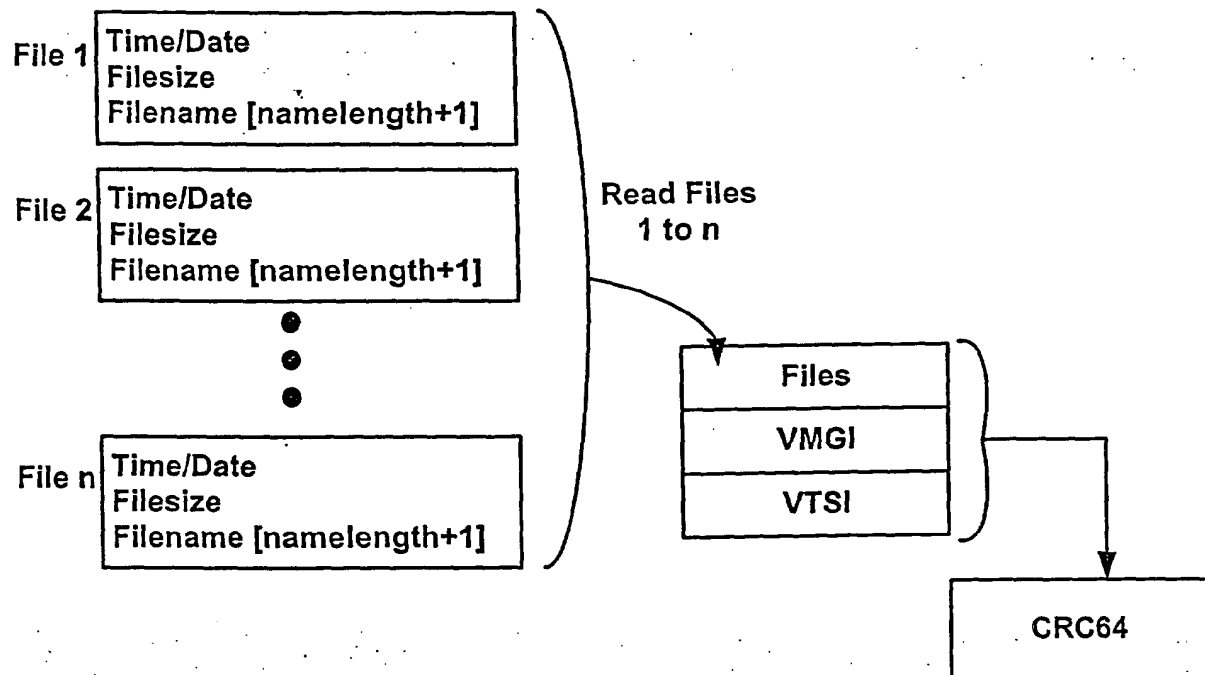 File 1
Time/Date
Filesize
Filename [namelength+1]
File 2
Time/Date
Filesize
Filename [namelength+1]
Read Files
1 to n
File n
Time/Date
Filesize
Filename [namelength+1]
Files
VMGI
VTSI
CRC64